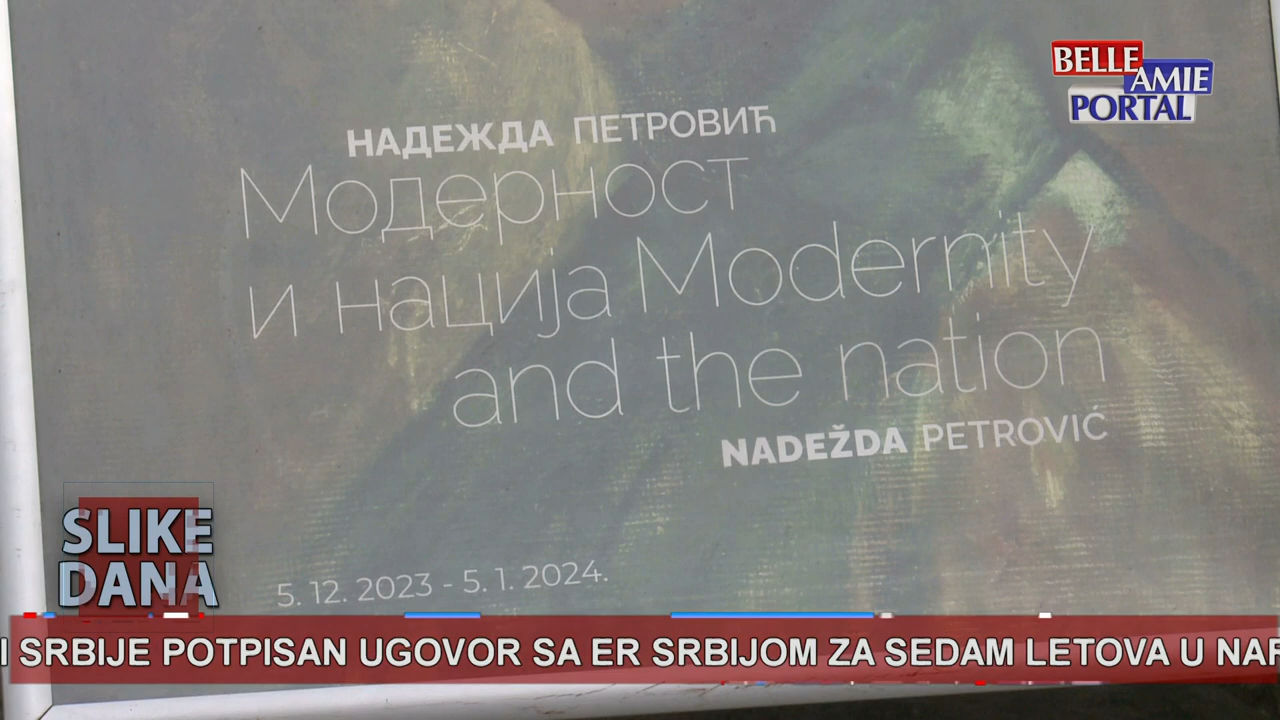 BELLE
AMIE
PORTAL
НАДЕЖДА ПЕТРОВИЋ
Модерност
и нација Modernity
and the nation
NADEŽDA PETROVIĆ
5. 12. 2023 - 5. 1. 2024.
SLIKE
DANA
I SRBIJE POTPISAN UGOVOR SA ER SRBIJOM ZA SEDAM LETOVA U